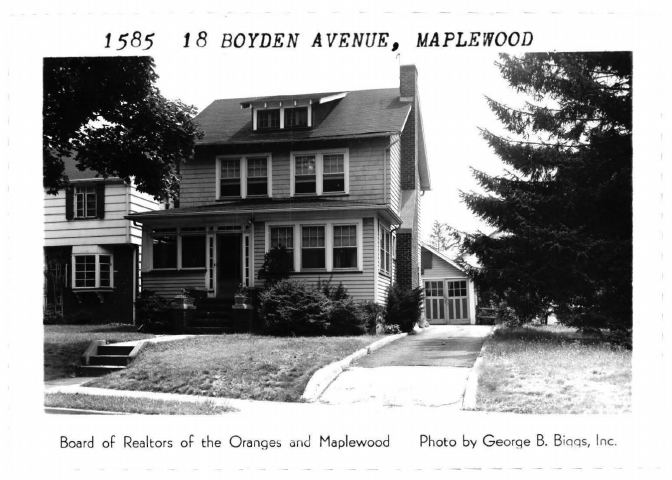 1585 18 BOYDEN AVENUE, MAPLEWOOD
Board of Realtors of the Oranges and Maplewood Photo by George B. Biggs, Inc.